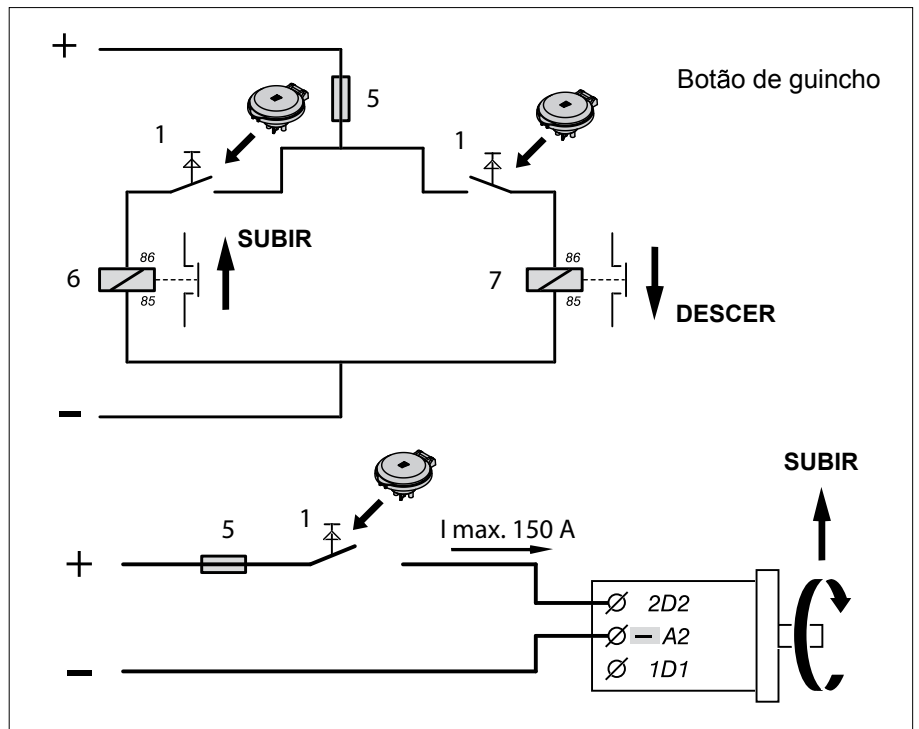 +
5
Botão de guincho
1
1
SUBIR
6
86
85
7
86
85
DESCER
−
SUBIR
5
1
I max. 150 A
+
2D2
− A2
1D1
−